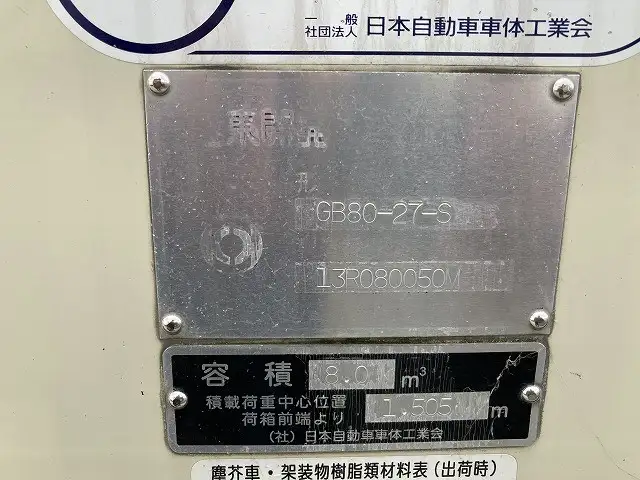 一般
社団法人 日本自動車車体工業会
形
GB80-27-S
13R080050M
容積 8.0 m³
積載荷重中心位置
荷箱前端より 1.505 m
(社)日本自動車車体工業会
塵芥車・架装物樹脂類材料表(出荷時)